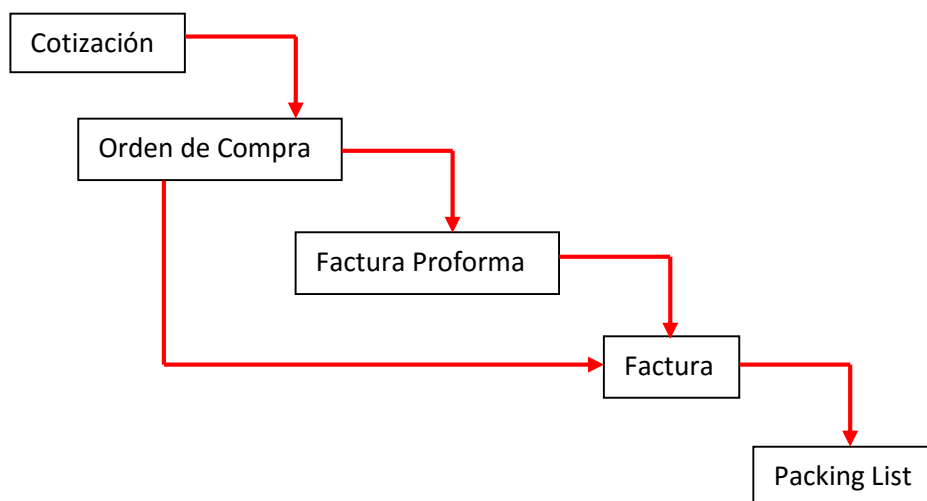 Cotización
Orden de Compra
Factura Proforma
Factura
Packing List